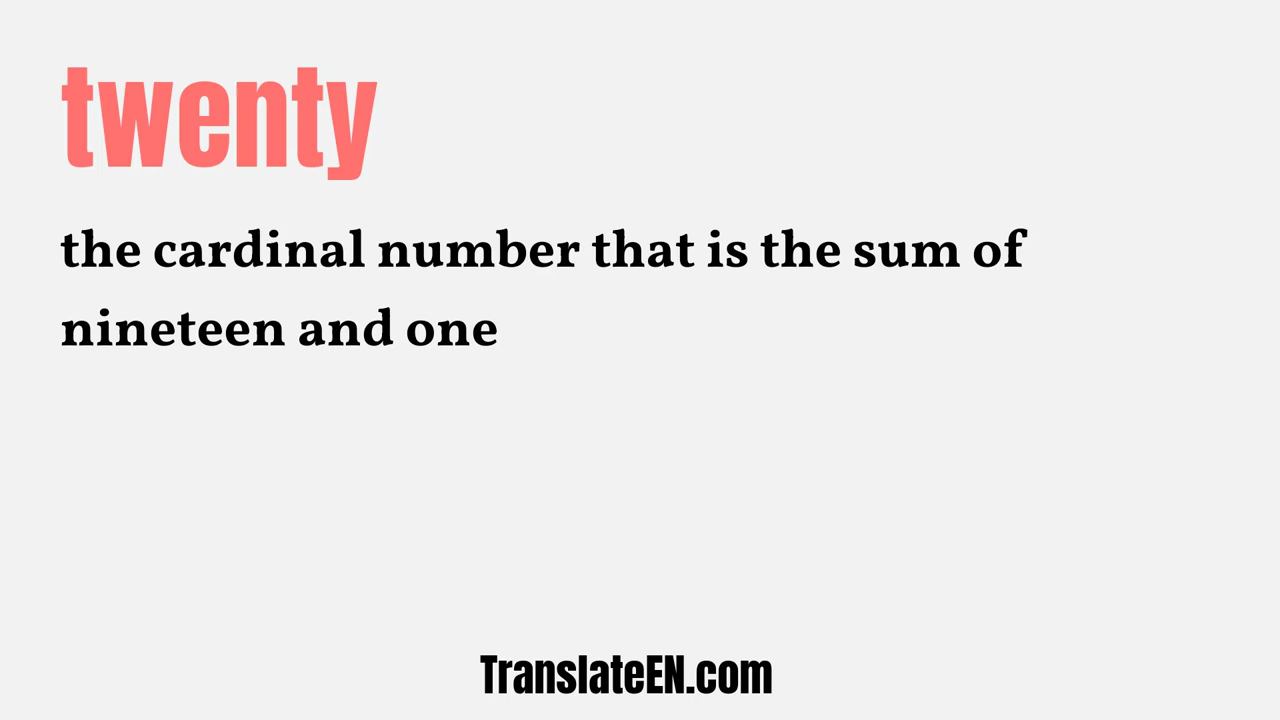 twenty
the cardinal number that is the sum of
nineteen and one
TranslateEN.com